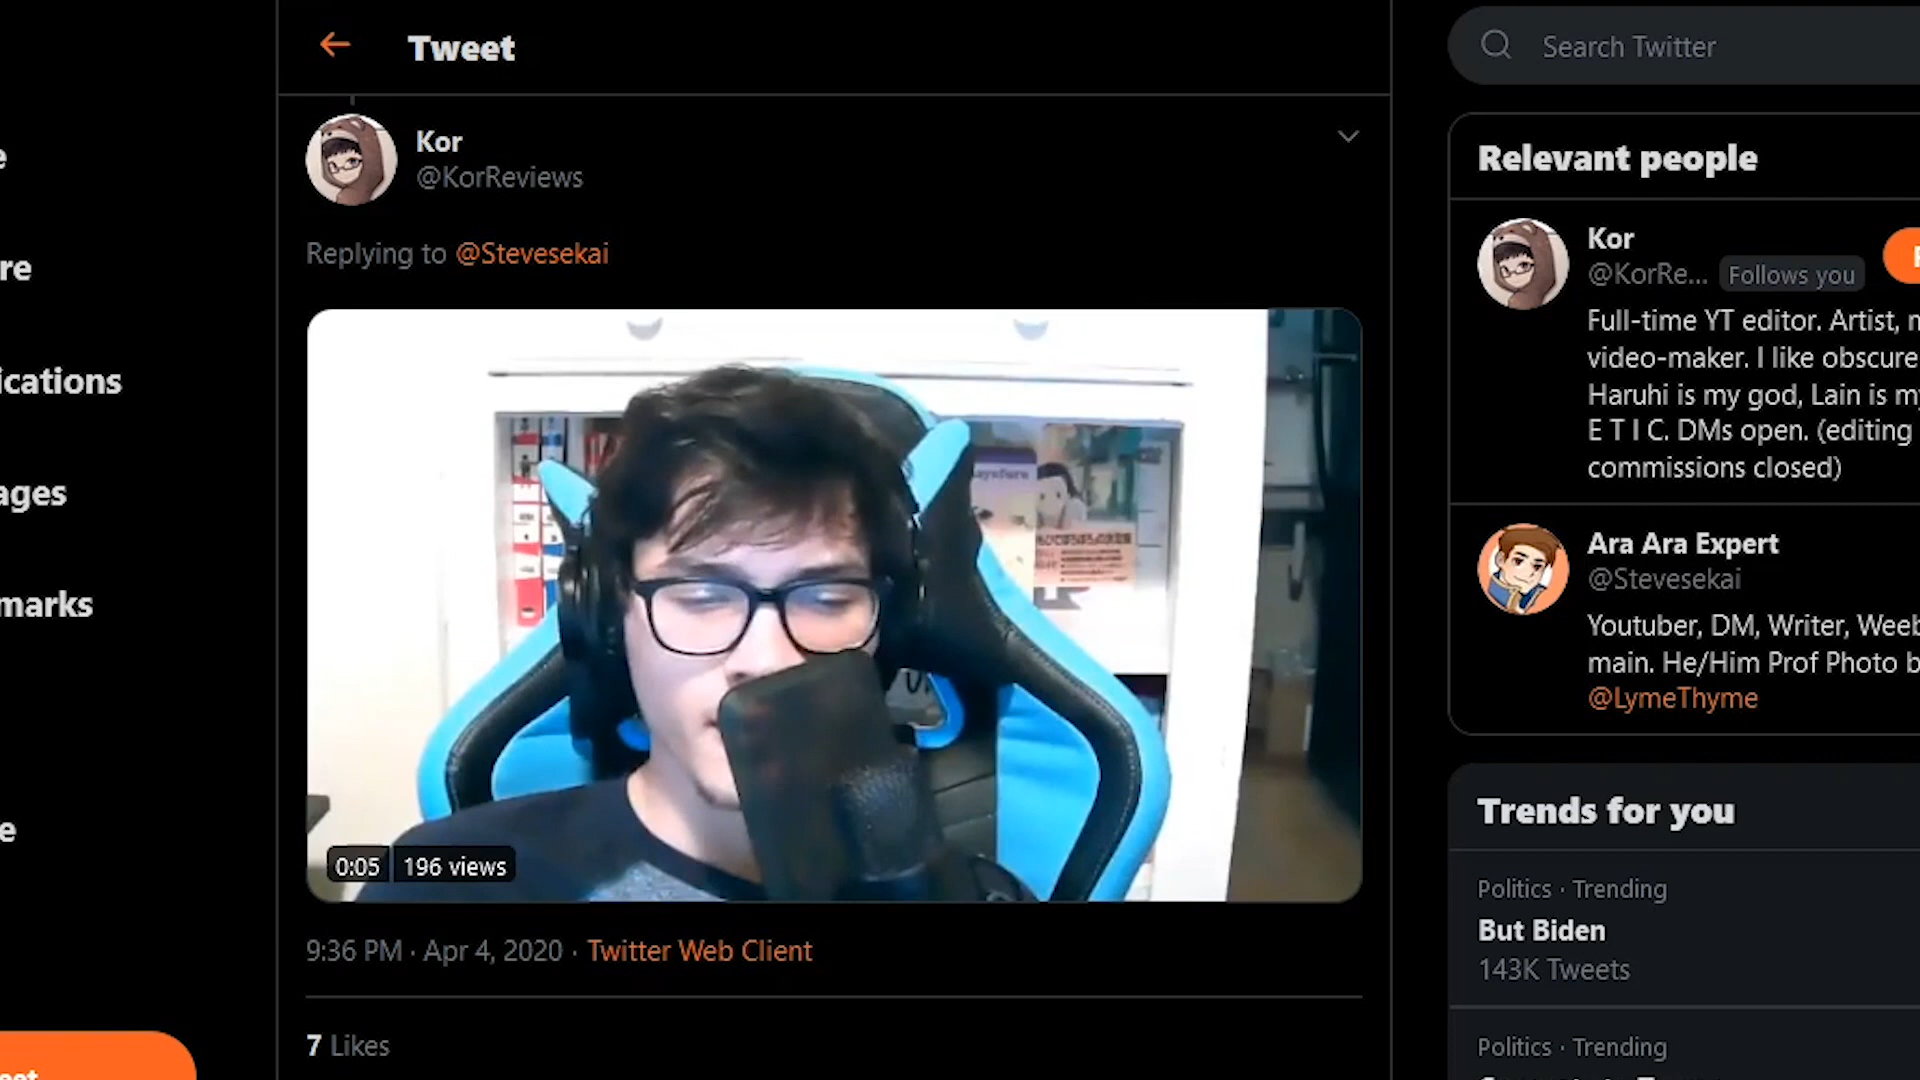 Tweet
Search Twitter
e
re
ications
ages
marks
e
Kor
@KorReviews
Replying to @Stevesekai
0:05 196 views
9:36 PM · Apr 4, 2020 · Twitter Web Client
7 Likes
Relevant people
Kor
@KorRe... Follows you
Full-time YT editor. Artist,
video-maker. I like obscure
Haruhi is my god, Lain is my
E T I C. DMs open. (editing
commissions closed)
Ara Ara Expert
@Stevesekai
Youtuber, DM, Writer, Weeb
main. He/Him Prof Photo b
@LymeThyme
Trends for you
Politics · Trending
But Biden
143K Tweets
Politics · Trending